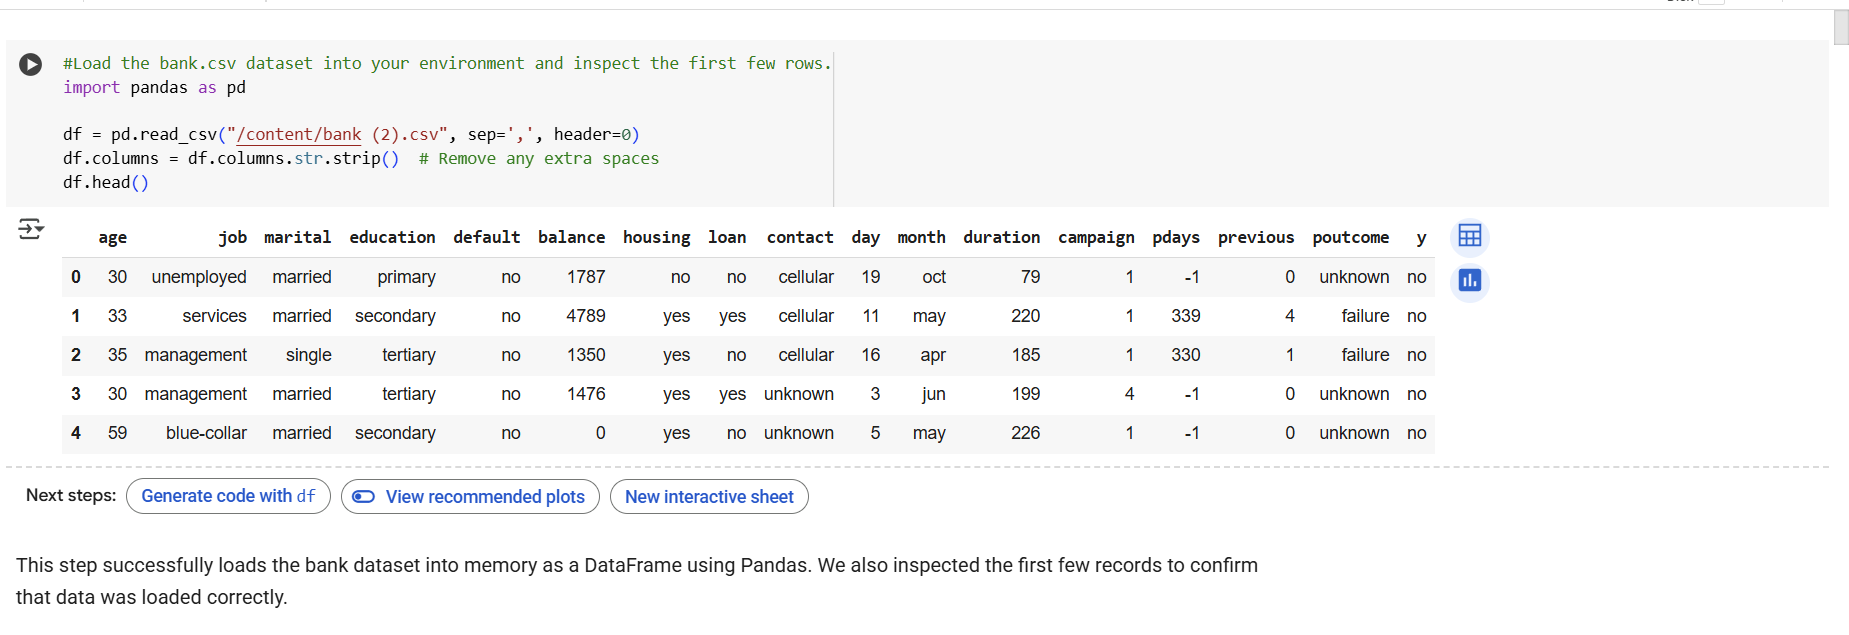 #Load the bank.csv dataset into your environment and inspect the first few rows.
import pandas as pd
df = pd.read_csv("/content/bank (2).csv", sep=',', header=0)
df.columns = df.columns.str.strip()  # Remove any extra spaces
df.head()
age job marital education default balance housing loan contact day month duration campaign pdays previous poutcome y
0 30 unemployed married primary no 1787 no no cellular 19 oct 79 1 -1 0 unknown no
1 33 services married secondary no 4789 yes yes cellular 11 may 220 1 339 4 failure no
2 35 management single tertiary no 1350 yes no cellular 16 apr 185 1 330 1 failure no
3 30 management married tertiary no 1476 yes yes unknown 3 jun 199 4 -1 0 unknown no
4 59 blue-collar married secondary no 0 yes no unknown 5 may 226 1 -1 0 unknown no
Next steps: Generate code with df View recommended plots New interactive sheet
This step successfully loads the bank dataset into memory as a DataFrame using Pandas. We also inspected the first few records to confirm
that data was loaded correctly.